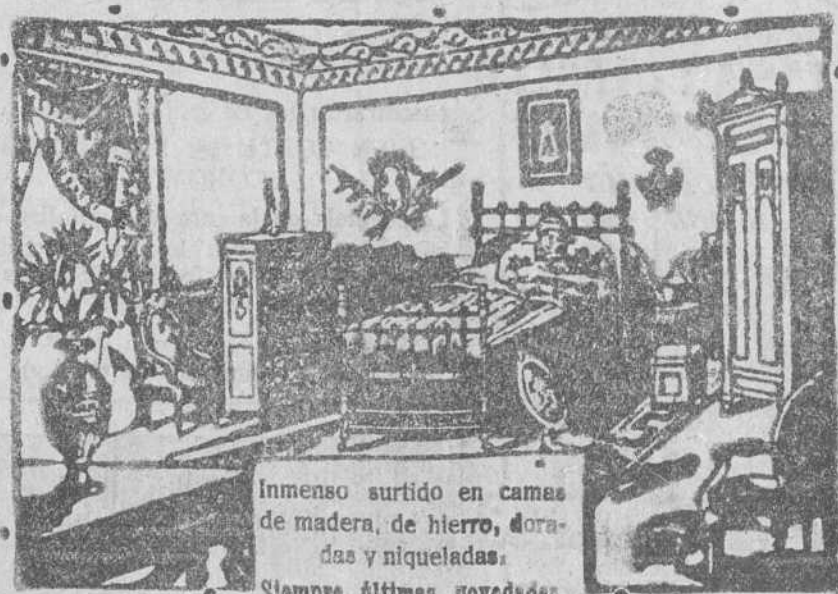 Inmenso surtido en camas
de madera, de hierro, dora-
das y niqueladas.
Siempre últimas novedades